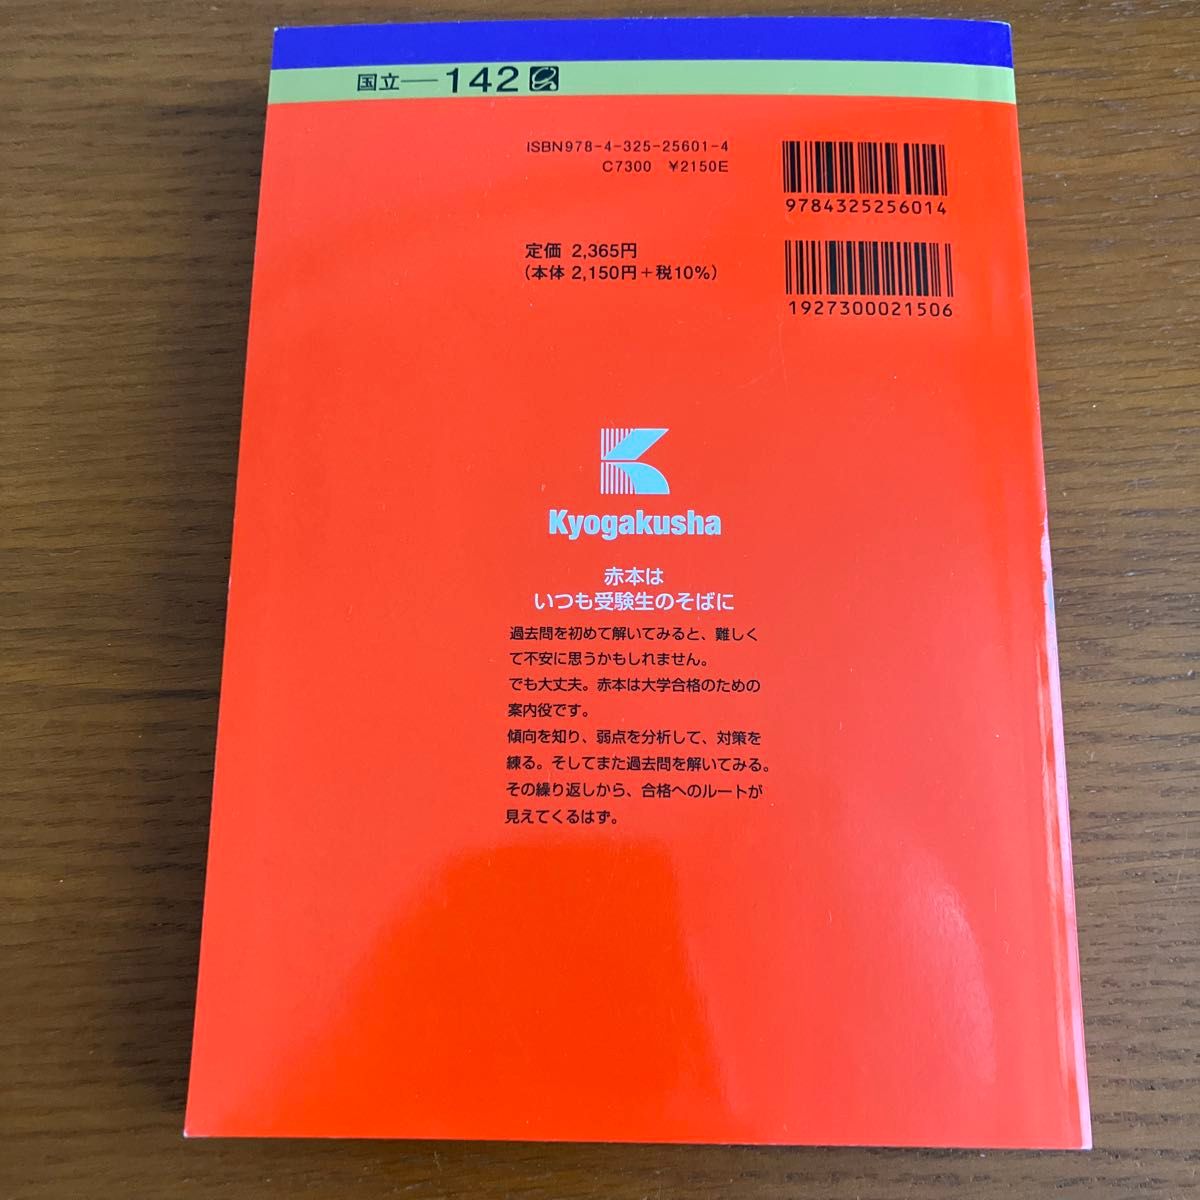 国立―142
ISBN978-4-325-25601-4
C7300 ¥2150E
9784325256014
定価 2,365円
(本体 2,150円+税10%)
1927300021506
Kyogakusha
赤本は
いつも受験生のそばに
過去問を初めて解いてみると、難しく
て不安に思うかもしれません。
でも大丈夫。赤本は大学合格のための
案内役です。
傾向を知り、弱点を分析して、対策を
練る。そしてまた過去問を解いてみる。
その繰り返しから、合格へのルートが
見えてくるはず。